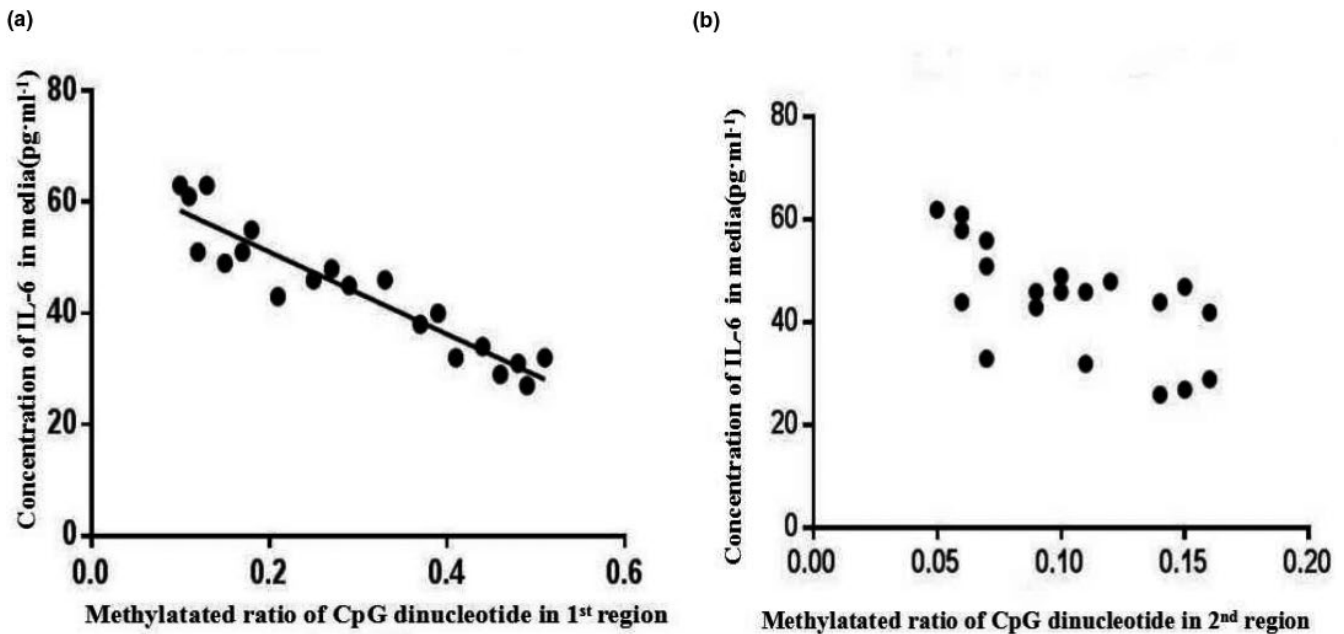 (a)
Concentration of IL-6 in media(pg·ml-1)
80
60
40
20
0
0.0 0.2 0.4 0.6
Methylatated ratio of CpG dinucleotide in 1st region
(b)
Concentration of IL-6 in media(pg·ml-1)
80
60
40
20
0
0.00 0.05 0.10 0.15 0.20
Methylatated ratio of CpG dinucleotide in 2nd region